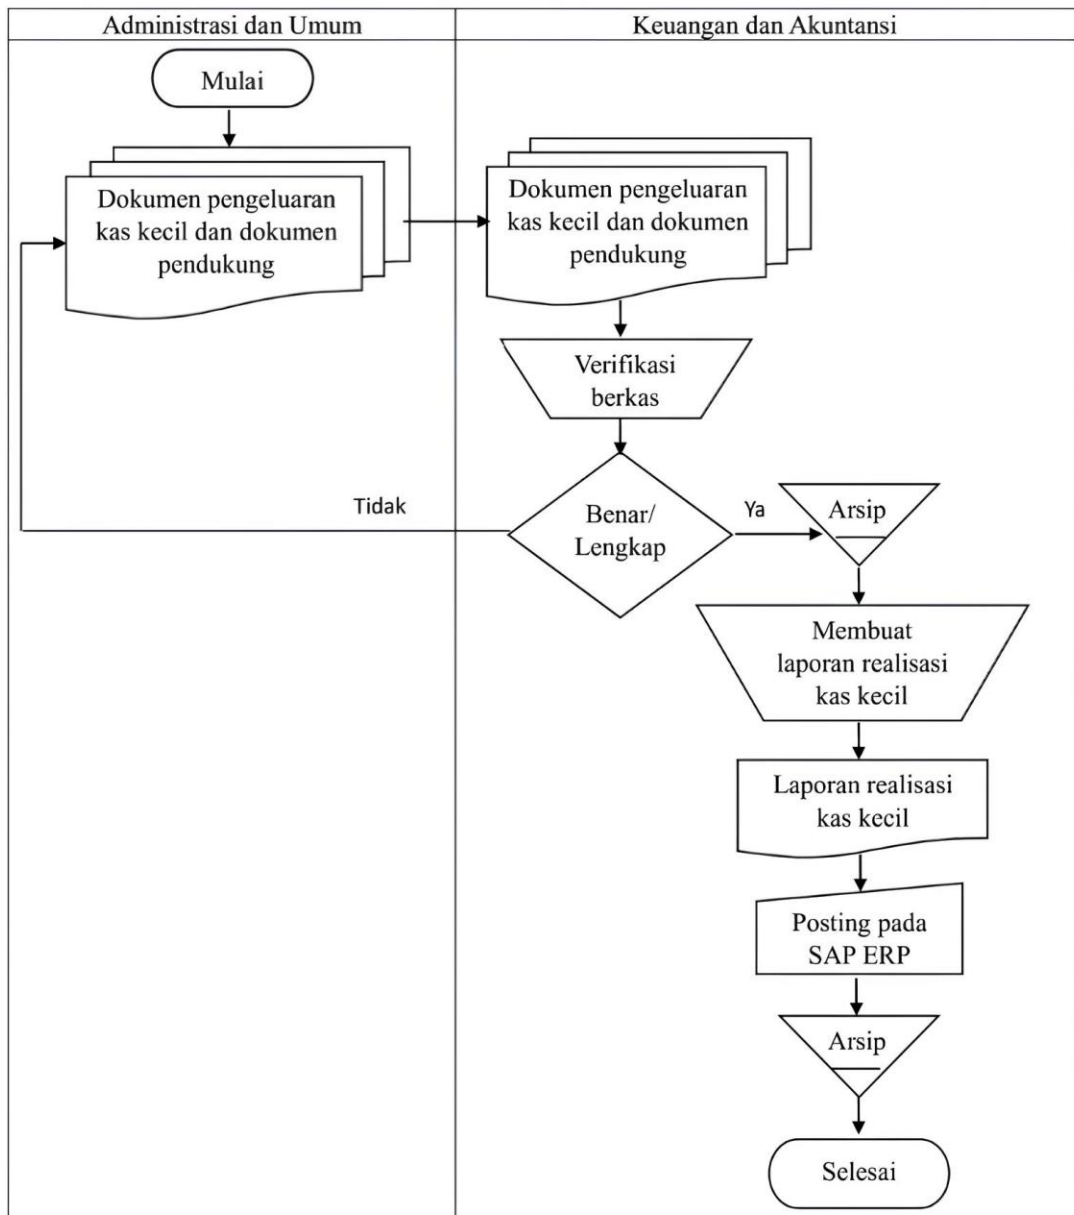 Administrasi dan Umum
Keuangan dan Akuntansi
Mulai
Dokumen pengeluaran
kas kecil dan dokumen
pendukung
Dokumen pengeluaran
kas kecil dan dokumen
pendukung
Verifikasi
berkas
Benar/
Lengkap
Tidak
Ya
Arsip
Membuat
laporan realisasi
kas kecil
Laporan realisasi
kas kecil
Posting pada
SAP ERP
Arsip
Selesai